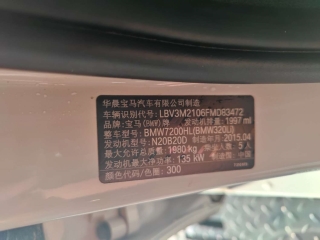 华晨宝马汽车有限公司制造
车辆识别代号: LBV3M2106FMD83472
品牌: 宝马(BMW)牌 发动机排量: 1997 ml
整车型号: BMW7200HL(BMW320Li)
发动机型号: N20B20D 制造年月: 2015.04
最大允许总质量: 1980 kg 乘坐人数: 5人
发动机最大净功率: 135 kW
颜色代码/色圈: 300